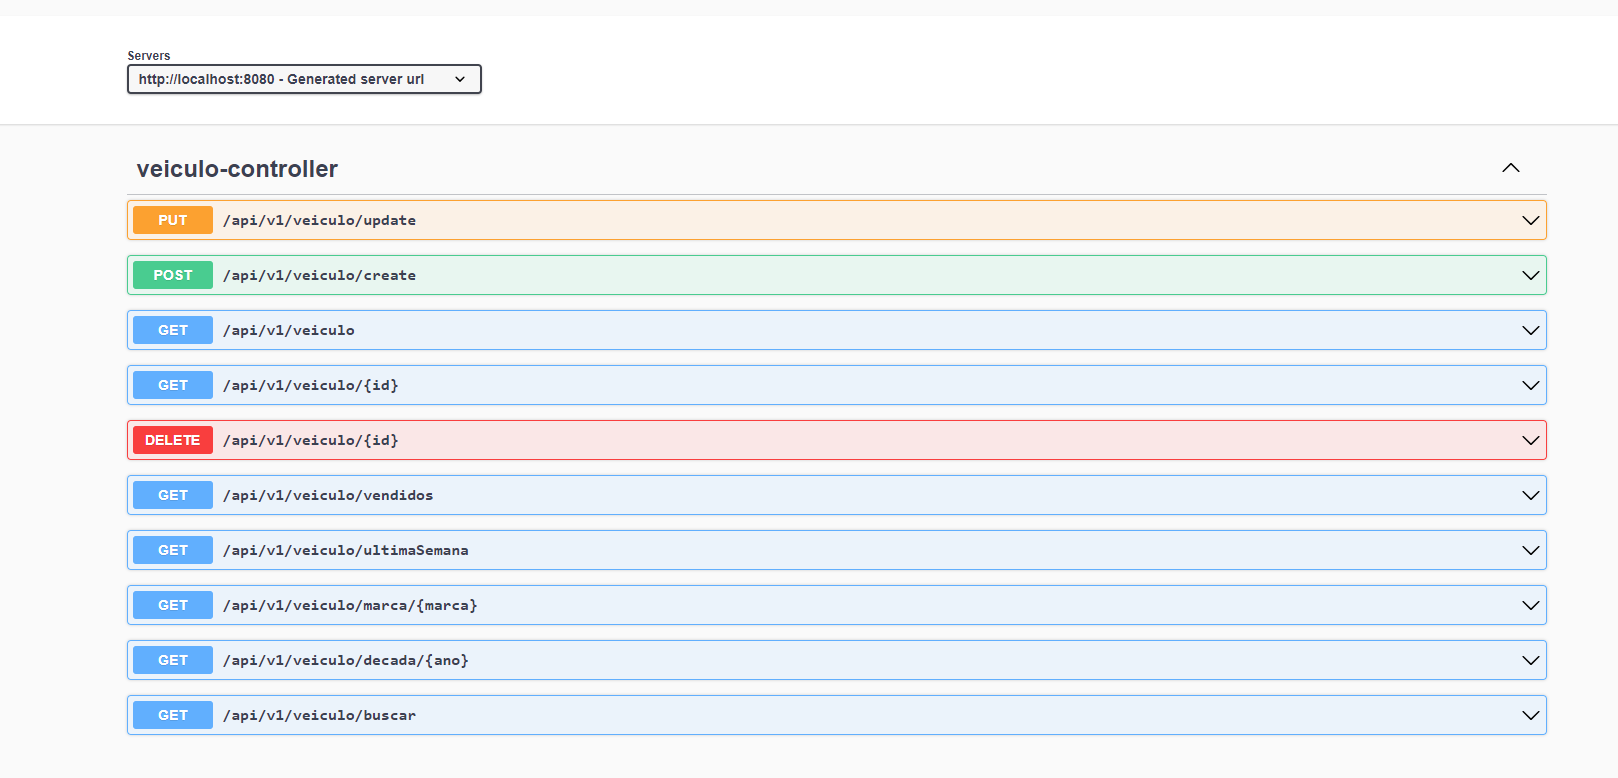 Servers
http://localhost:8080 - Generated server url
veiculo-controller
PUT /api/v1/veiculo/update
POST /api/v1/veiculo/create
GET /api/v1/veiculo
GET /api/v1/veiculo/{id}
DELETE /api/v1/veiculo/{id}
GET /api/v1/veiculo/vendidos
GET /api/v1/veiculo/ultimaSemana
GET /api/v1/veiculo/marca/{marca}
GET /api/v1/veiculo/decada/{ano}
GET /api/v1/veiculo/buscar